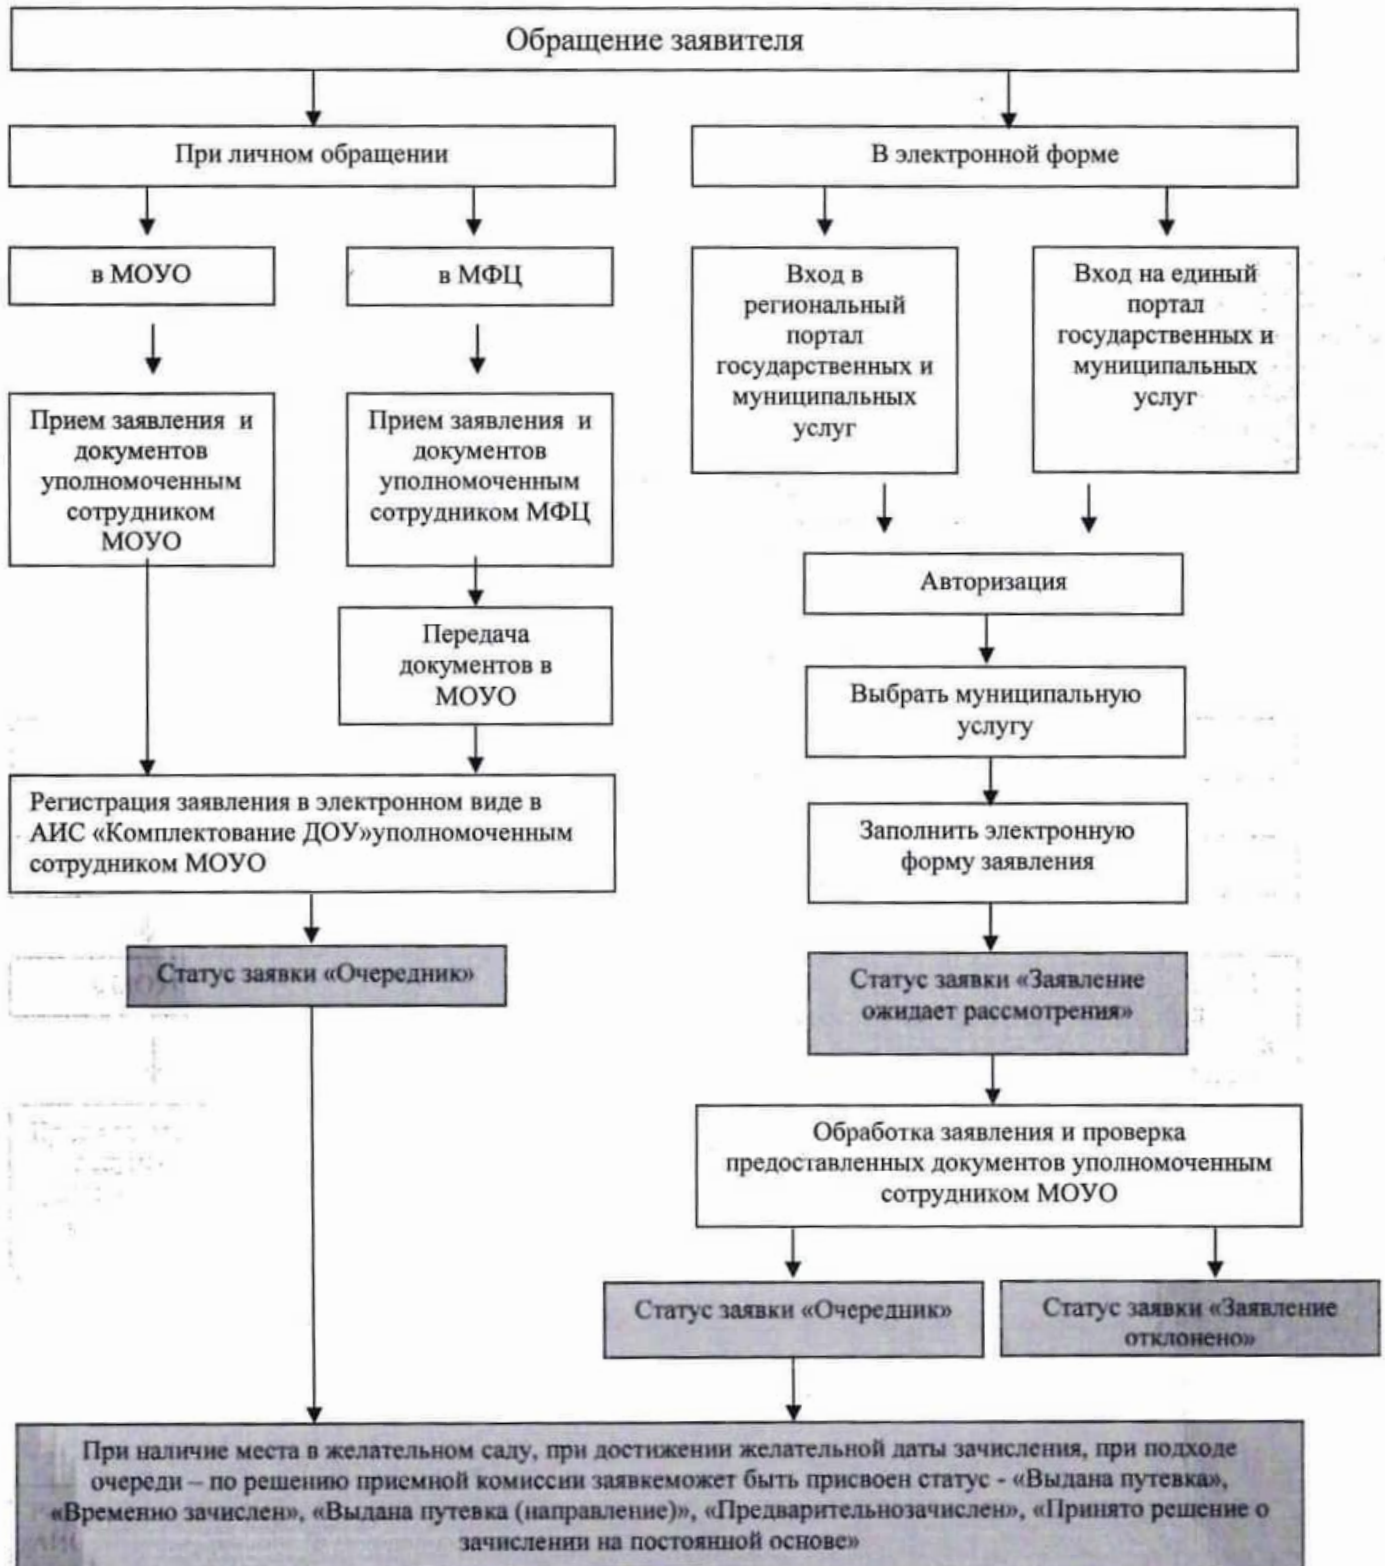 Обращение заявителя
При личном обращении
В электронной форме
в МОУО
в МФЦ
Вход в
региональный
портал
государственных и
муниципальных
услуг
Вход на единый
портал
государственных и
муниципальных
услуг
Прием заявления и
документов
уполномоченным
сотрудником
МОУО
Прием заявления и
документов
уполномоченным
сотрудником МФЦ
Авторизация
Передача
документов в
МОУО
Выбрать муниципальную
услугу
Регистрация заявления в электронном виде в
АИС «Комплектование ДОУ»уполномоченным
сотрудником МОУО
Заполнить электронную
форму заявления
Статус заявки «Очередник»
Статус заявки «Заявление
ожидает рассмотрения»
Обработка заявления и проверка
предоставленных документов уполномоченным
сотрудником МОУО
Статус заявки «Очередник»
Статус заявки «Заявление
отклонено»
При наличие места в желательном саду, при достижении желательной даты зачисления, при подходе
очереди – по решению приемной комиссии заявкеможет быть присвоен статус - «Выдана путевка»,
«Временно зачислен», «Выдана путевка (направление)», «Предварительнозачислен», «Принято решение о
зачислении на постоянной основе»